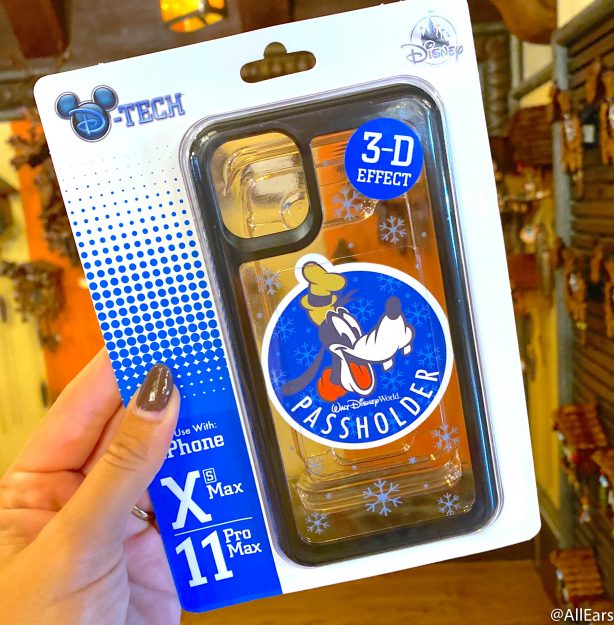 D-TECH
Disney
3-D
EFFECT
Walt Disney World
PASSHOLDER
Use With:
iPhone
XS Max
11 Pro Max
@AllEars